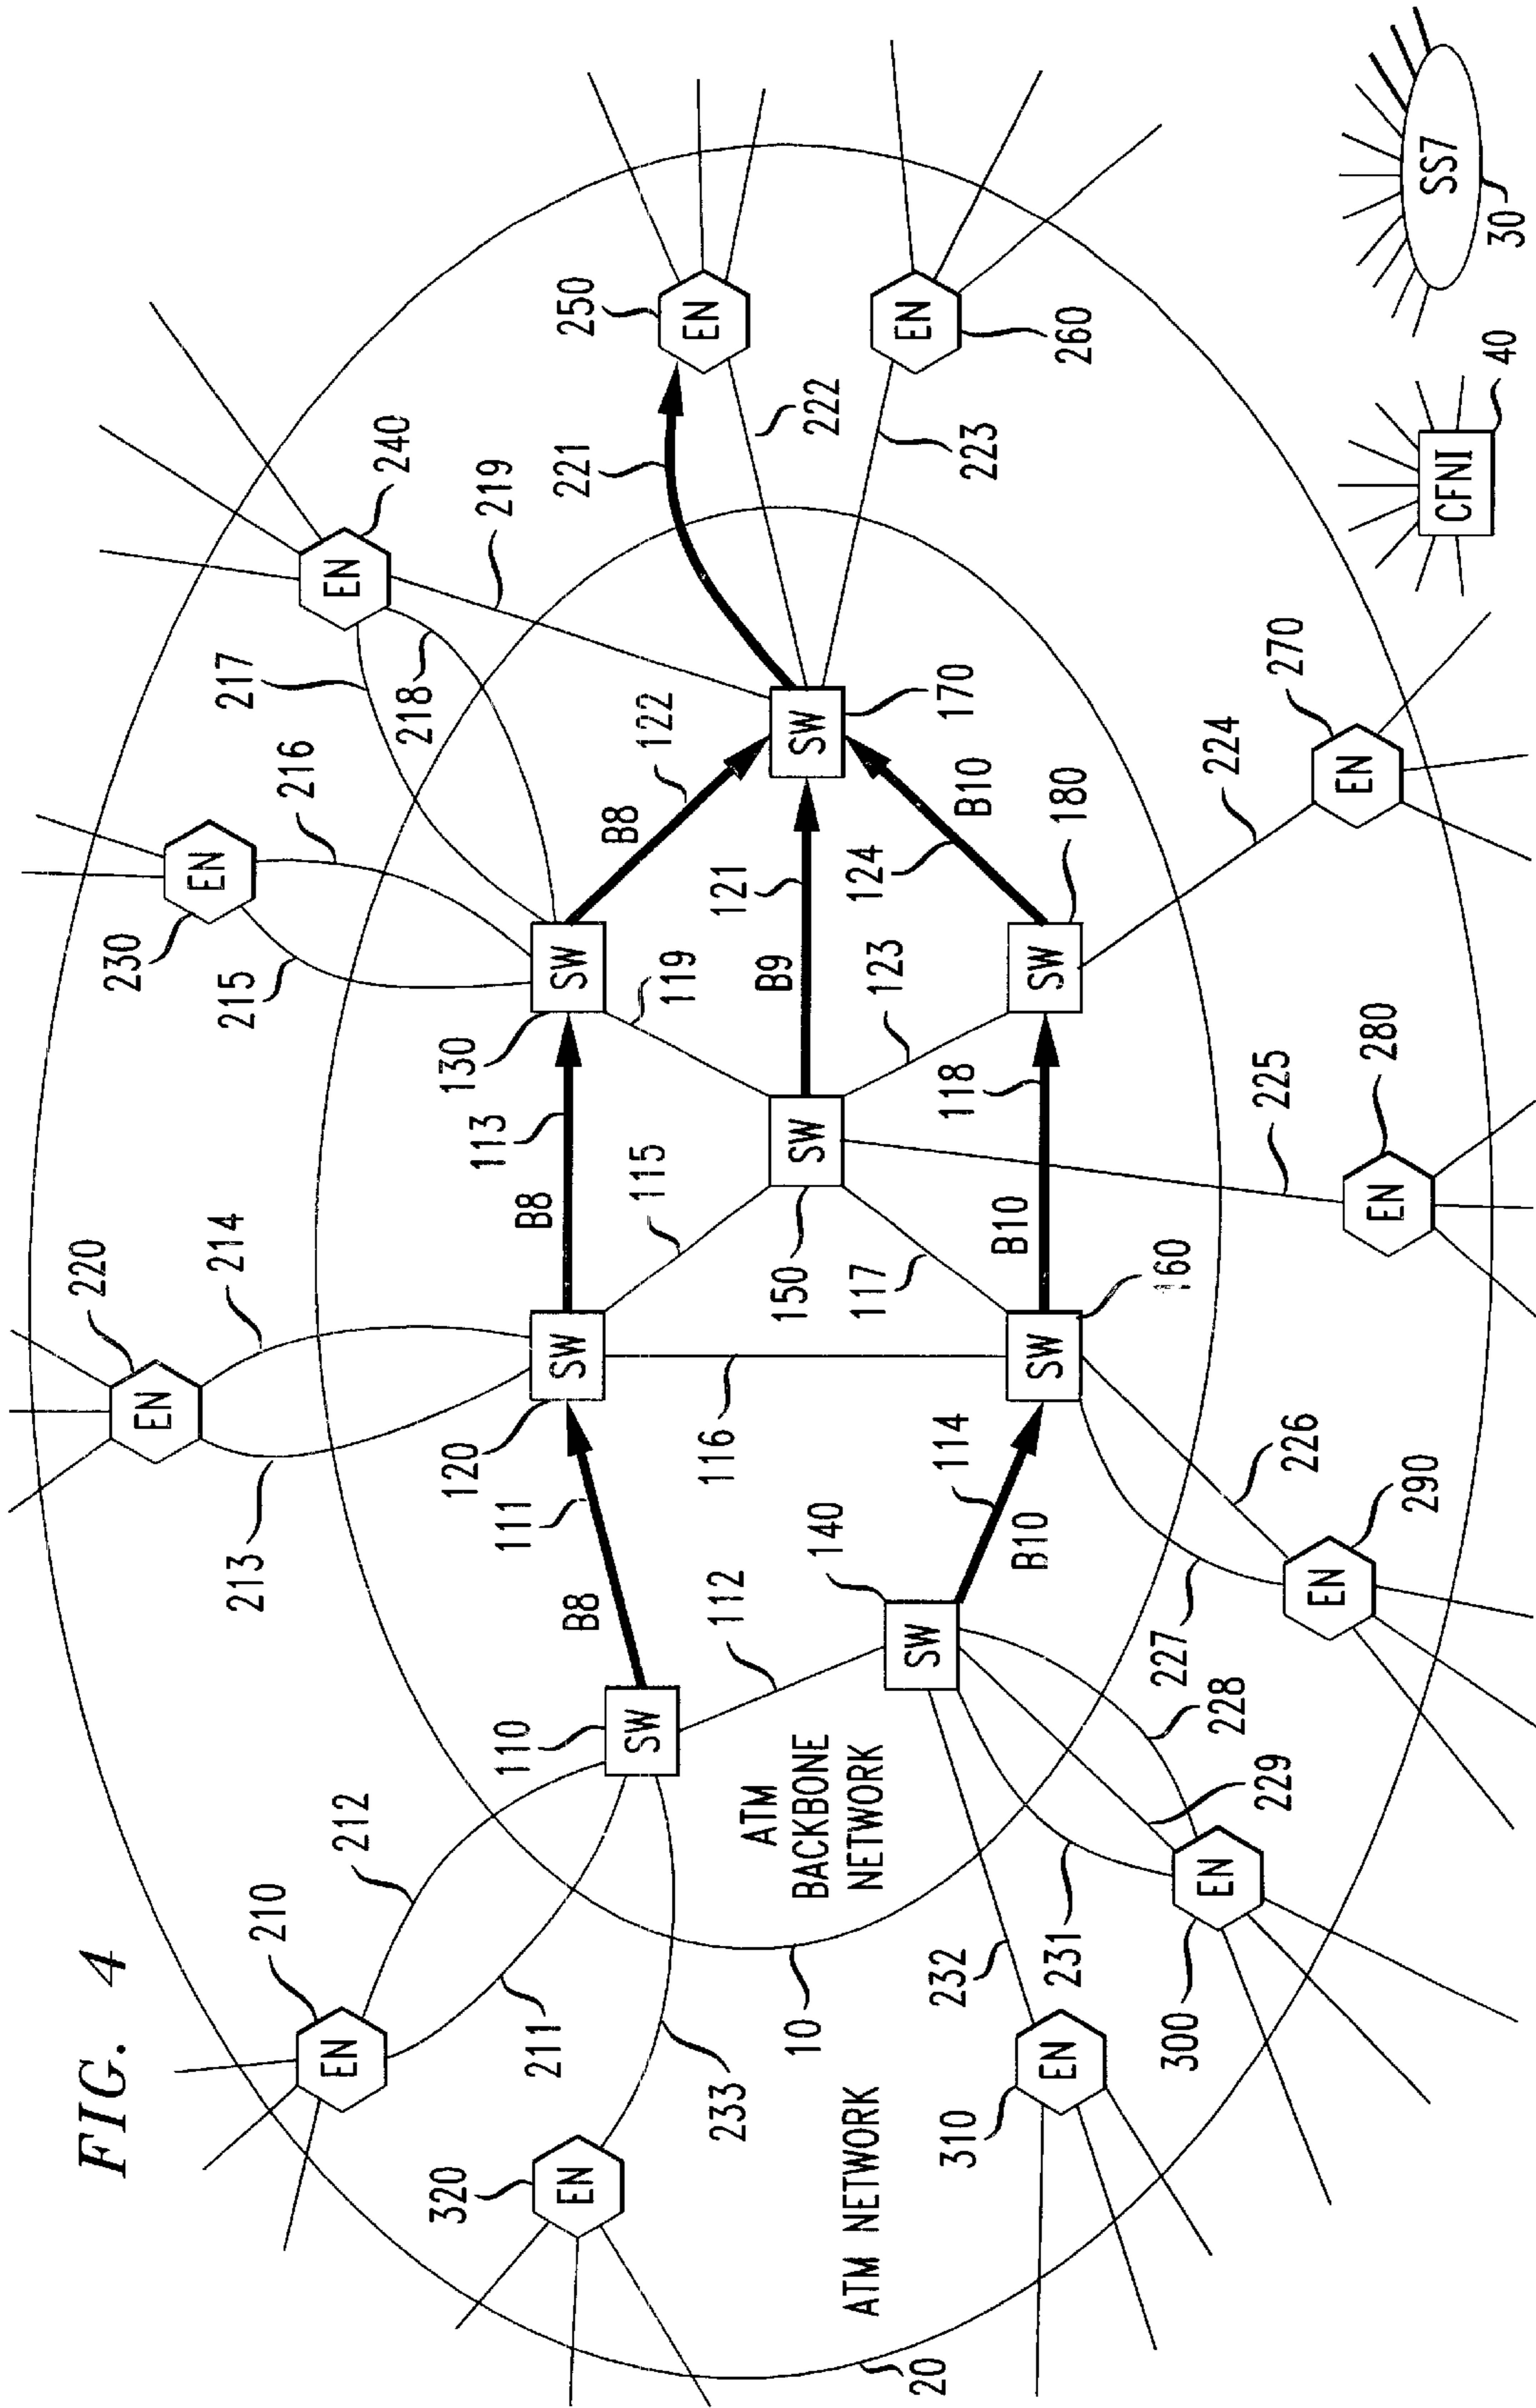 FIG. 4
220
214
EN
213
230
216
EN
215
217
240
EN
218
219
210
212
EN
211
320
EN
233
120
SW
111
B8
110
SW
B8
113
130
SW
B8
122
119
115
116
112
221
250
EN
222
260
EN
223
150
SW
B9
121
170
SW
117
123
124
B10
180
SW
118
B10
160
SW
114
B10
140
SW
ATM
BACKBONE
NETWORK
10
ATM NETWORK
20
232
231
310
EN
300
EN
229
228
227
226
290
EN
225
280
EN
224
270
EN
CFNI
40
SS7
30